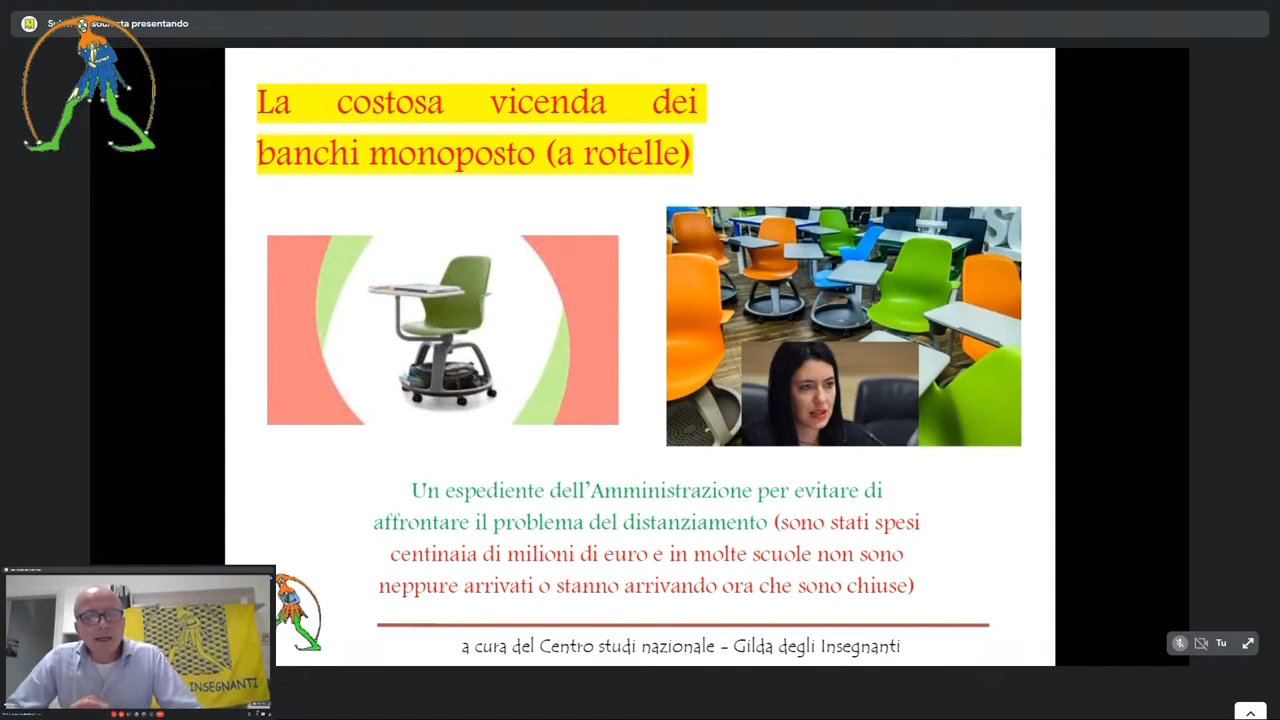 sta presentando
La costosa vicenda dei
banchi monoposto (a rotelle)
Un espediente dell'Amministrazione per evitare di
affrontare il problema del distanziamento (sono stati spesi
centinaia di milioni di euro e in molte scuole non sono
neppure arrivati o stanno arrivando ora che sono chiuse)
a cura del Centro studi nazionale - Gilda degli Insegnanti
INSEGNANTI
Tu